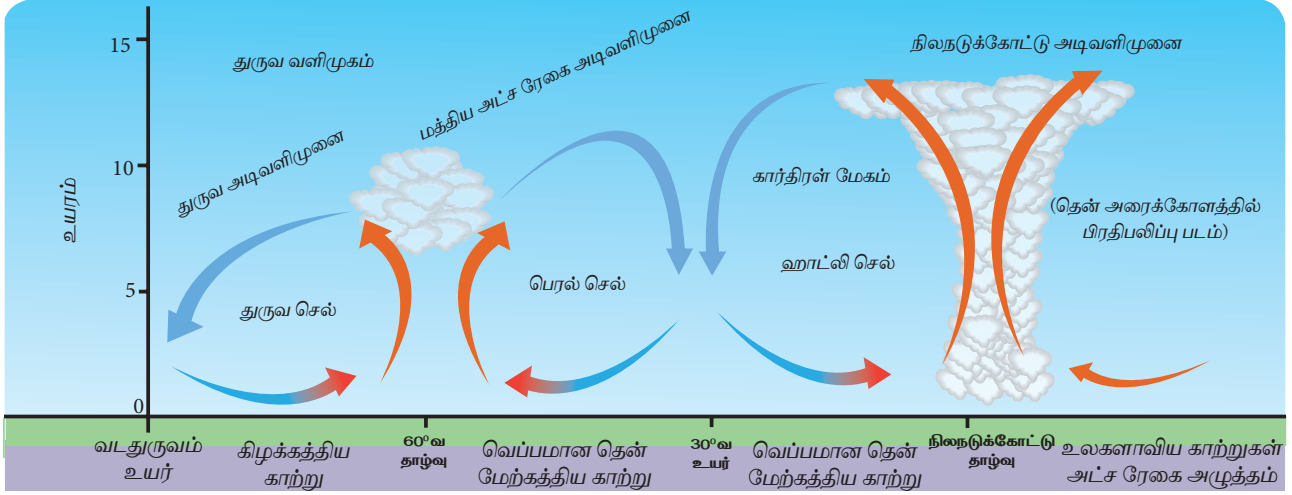 உயரம்
15
10
5
0
துருவ வளிமுகம்
மத்திய அட்ச ரேகை அடிவளிமுனை
நிலநடுக்கோட்டு அடிவளிமுனை
துருவ அடிவளிமுனை
கார்திரள் மேகம்
(தென் அரைக்கோளத்தில்
பிரதிபலிப்பு படம்)
ஹாட்லி செல்
பெரல் செல்
துருவ செல்
வடதுருவம்
உயர்
கிழக்கத்திய
காற்று
60°வ
தாழ்வு
வெப்பமான தென்
மேற்கத்திய காற்று
30°வ
உயர்
வெப்பமான தென்
மேற்கத்திய காற்று
நிலநடுக்கோட்டு
தாழ்வு
உலகளாவிய காற்றுகள்
அட்ச ரேகை அழுத்தம்